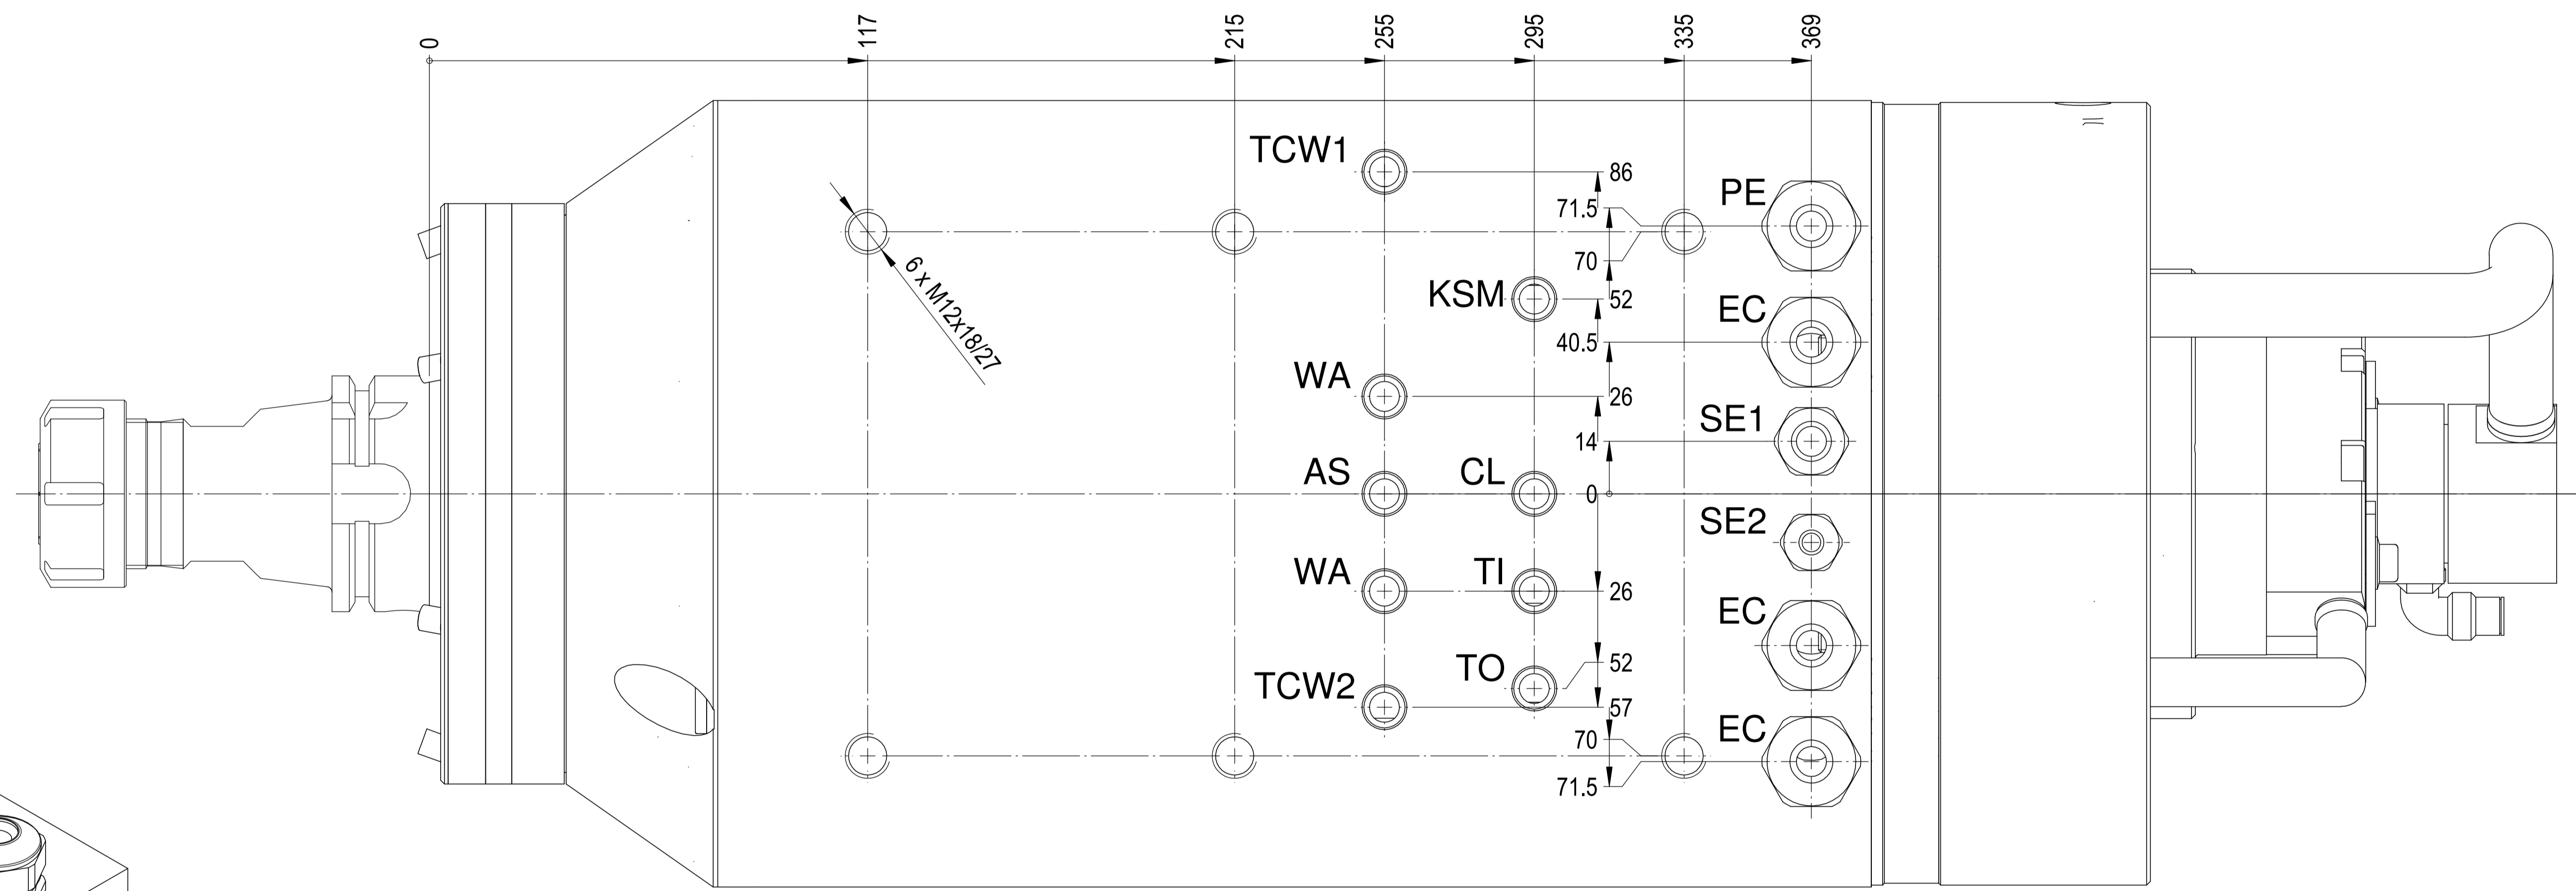 0
117
215
255
295
335
369
TCW1
86
PE
71.5
70
6 x M12x18/27
KSM
52
EC
40.5
WA
26
SE1
14
AS
CL
0
SE2
WA
TI
26
EC
TO
52
TCW2
57
EC
70
71.5